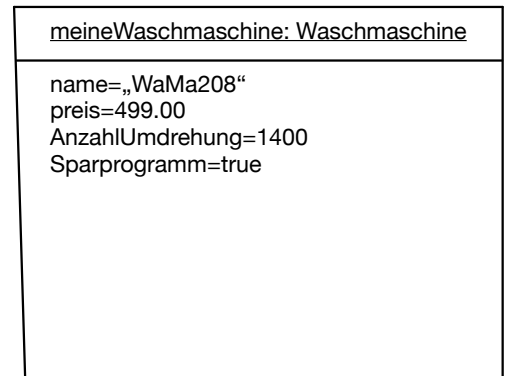 meineWaschmaschine: Waschmaschine
name=„WaMa208“
preis=499.00
AnzahlUmdrehung=1400
Sparprogramm=true